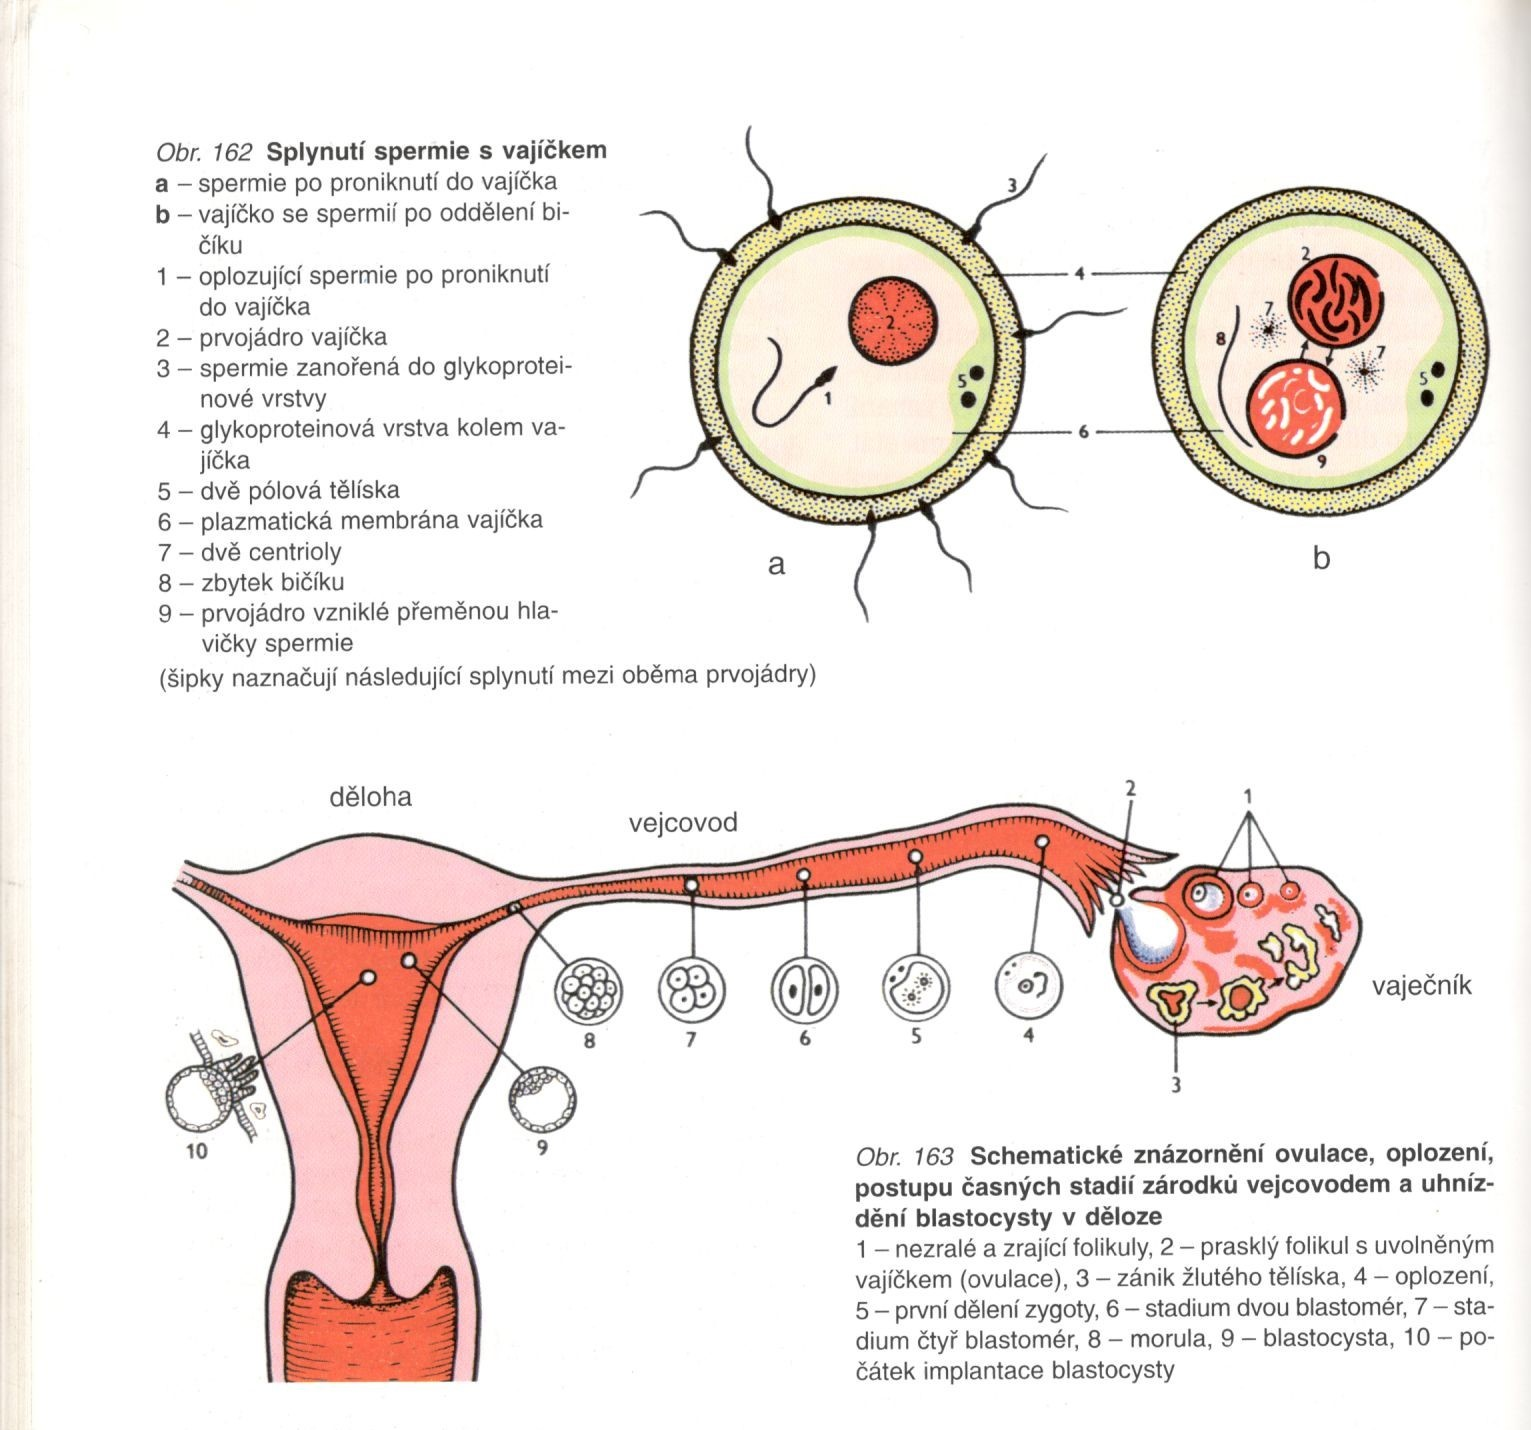 Obr. 162 Splynutí spermie s vajíčkem
a – spermie po proniknutí do vajíčka
b – vajíčko se spermií po oddělení bi-
číku
1 – oplozující spermie po proniknutí
do vajíčka
2 – prvojádro vajíčka
3 – spermie zanořená do glykoprotei-
nové vrstvy
4 – glykoproteinová vrstva kolem va-
jíčka
5 – dvě pólová tělíska
6 – plazmatická membrána vajíčka
7 – dvě centrioly
8 – zbytek bičíku
9 – prvojádro vzniklé přeměnou hla-
vičky spermie
(šipky naznačují následující splynutí mezi oběma prvojádry)
3
4
2
1
5
6
a
2
7
8
7
5
9
b
děloha
vejcovod
2
1
vaječník
8
7
6
5
4
3
10
9
Obr. 163 Schematické znázornění ovulace, oplození,
postupu časných stadií zárodků vejcovodem a uhníz-
dění blastocysty v děloze
1 – nezralé a zrající folikuly, 2 – prasklý folikul s uvolněným
vajíčkem (ovulace), 3 – zánik žlutého tělíska, 4 – oplození,
5 – první dělení zygoty, 6 – stadium dvou blastomér, 7 – sta-
dium čtyř blastomér, 8 – morula, 9 – blastocysta, 10 – po-
čátek implantace blastocysty